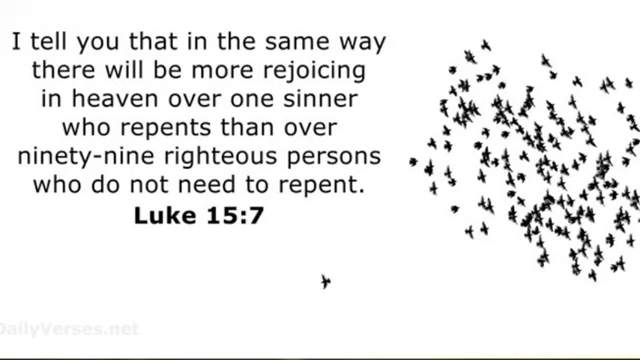 I tell you that in the same way
there will be more rejoicing
in heaven over one sinner
who repents than over
ninety-nine righteous persons
who do not need to repent.
Luke 15:7
DailyVerses.net